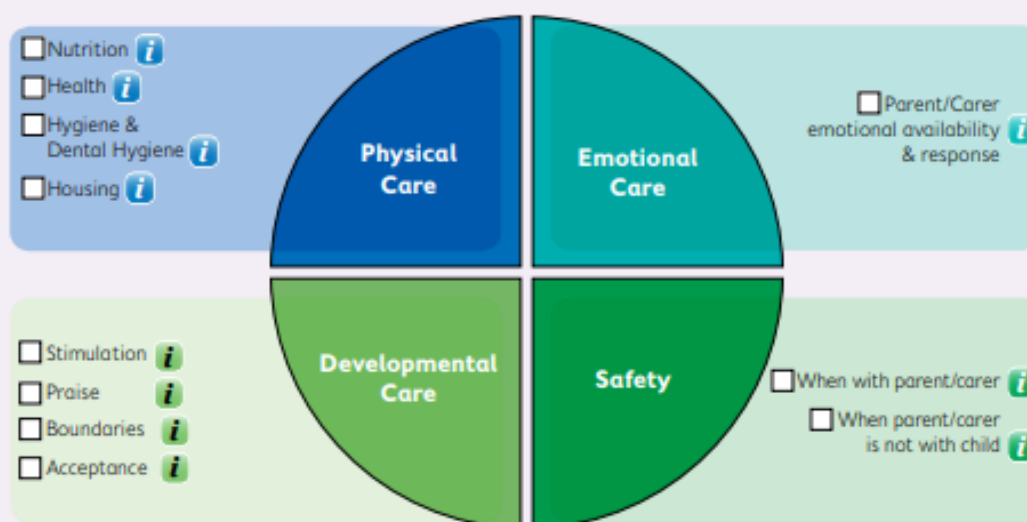 Nutrition i
Health i
Hygiene &
Dental Hygiene i
Housing i
Physical
Care
Emotional
Care
Parent/Carer
emotional availability i
& response
Stimulation i
Praise i
Boundaries i
Acceptance i
Developmental
Care
Safety
When with parent/carer i
When parent/carer
is not with child i